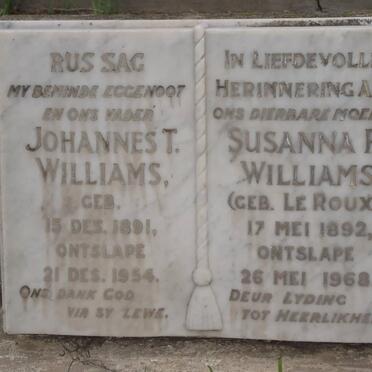 RUS SAG
MY BEMINDE EGGENOOT
EN ONS VADER
JOHANNES T.
WILLIAMS,
GEB.
15 DES. 1891,
ONTSLAPE
21 DES. 1954.
ONS DANK GOD
VIR SY LEWE.
IN LIEFDEVOLLE
HERINNERING A
ONS DIERBARE MOE
SUSANNA
WILLIAMS
(GEB. LE ROUX
17 MEI 1892,
ONTSLAPE
26 MEI 1968
DEUR LYDING
TOT HEERLIKHE